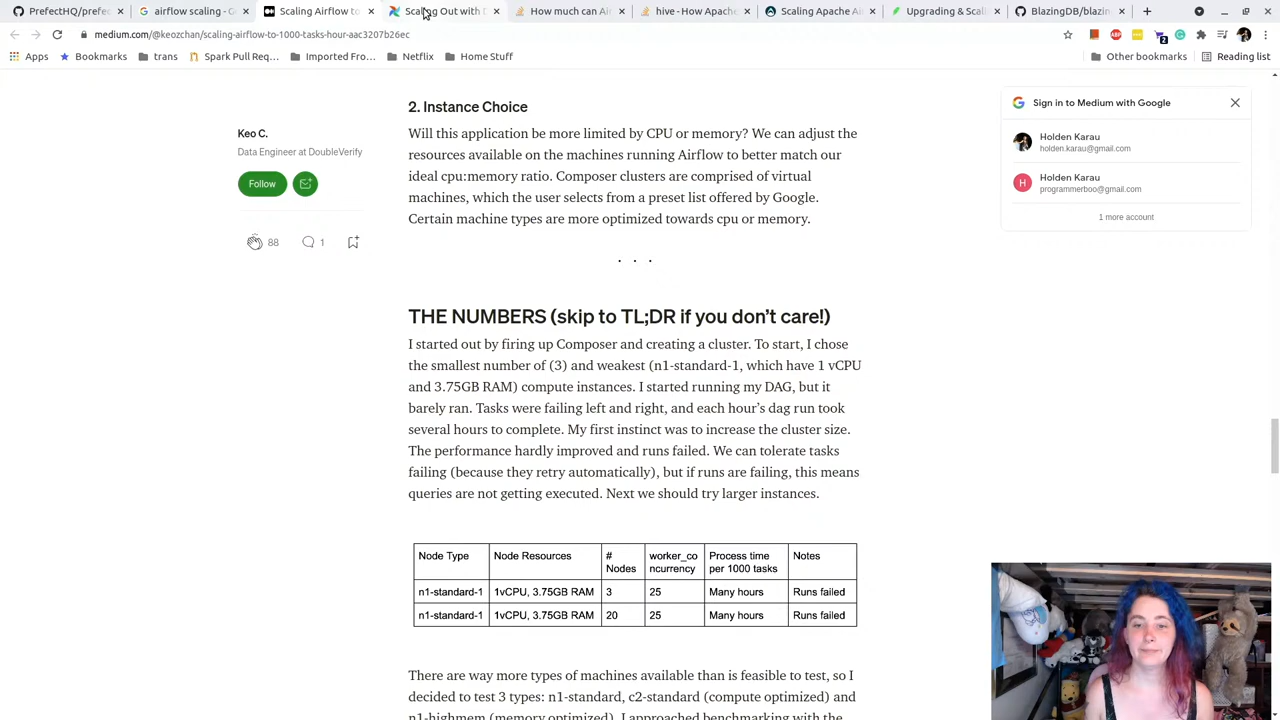 PrefectHQ/prefec
airflow scaling - G
Scaling Airflow to
Scaling Out with D
How much can Ai
hive - How Apache
Scaling Apache Ai
Upgrading & Scali
BlazingDB/blazin
medium.com/@keozchan/scaling-airflow-to-1000-tasks-hour-aac3207b26ec
2
Apps
Bookmarks
trans
Spark Pull Req...
Imported Fro...
Netflix
Home Stuff
Other bookmarks
Reading list
Keo C.
Data Engineer at DoubleVerify
Follow
88
1
2. Instance Choice
Will this application be more limited by CPU or memory? We can adjust the
resources available on the machines running Airflow to better match our
ideal cpu:memory ratio. Composer clusters are comprised of virtual
machines, which the user selects from a preset list offered by Google.
Certain machine types are more optimized towards cpu or memory.
. . .
THE NUMBERS (skip to TL;DR if you don't care!)
I started out by firing up Composer and creating a cluster. To start, I chose
the smallest number of (3) and weakest (n1-standard-1, which have 1 vCPU
and 3.75GB RAM) compute instances. I started running my DAG, but it
barely ran. Tasks were failing left and right, and each hour's dag run took
several hours to complete. My first instinct was to increase the cluster size.
The performance hardly improved and runs failed. We can tolerate tasks
failing (because they retry automatically), but if runs are failing, this means
queries are not getting executed. Next we should try larger instances.
Node Type Node Resources # Nodes worker_concurrency Process time per 1000 tasks Notes
n1-standard-1 1vCPU, 3.75GB RAM 3 25 Many hours Runs failed
n1-standard-1 1vCPU, 3.75GB RAM 20 25 Many hours Runs failed
There are way more types of machines available than is feasible to test, so I
decided to test 3 types: n1-standard, c2-standard (compute optimized) and
n1-highmem (memory optimized). I approached benchmarking with the
Sign in to Medium with Google
Holden Karau
holden.karau@gmail.com
H
Holden Karau
programmerboo@gmail.com
1 more account